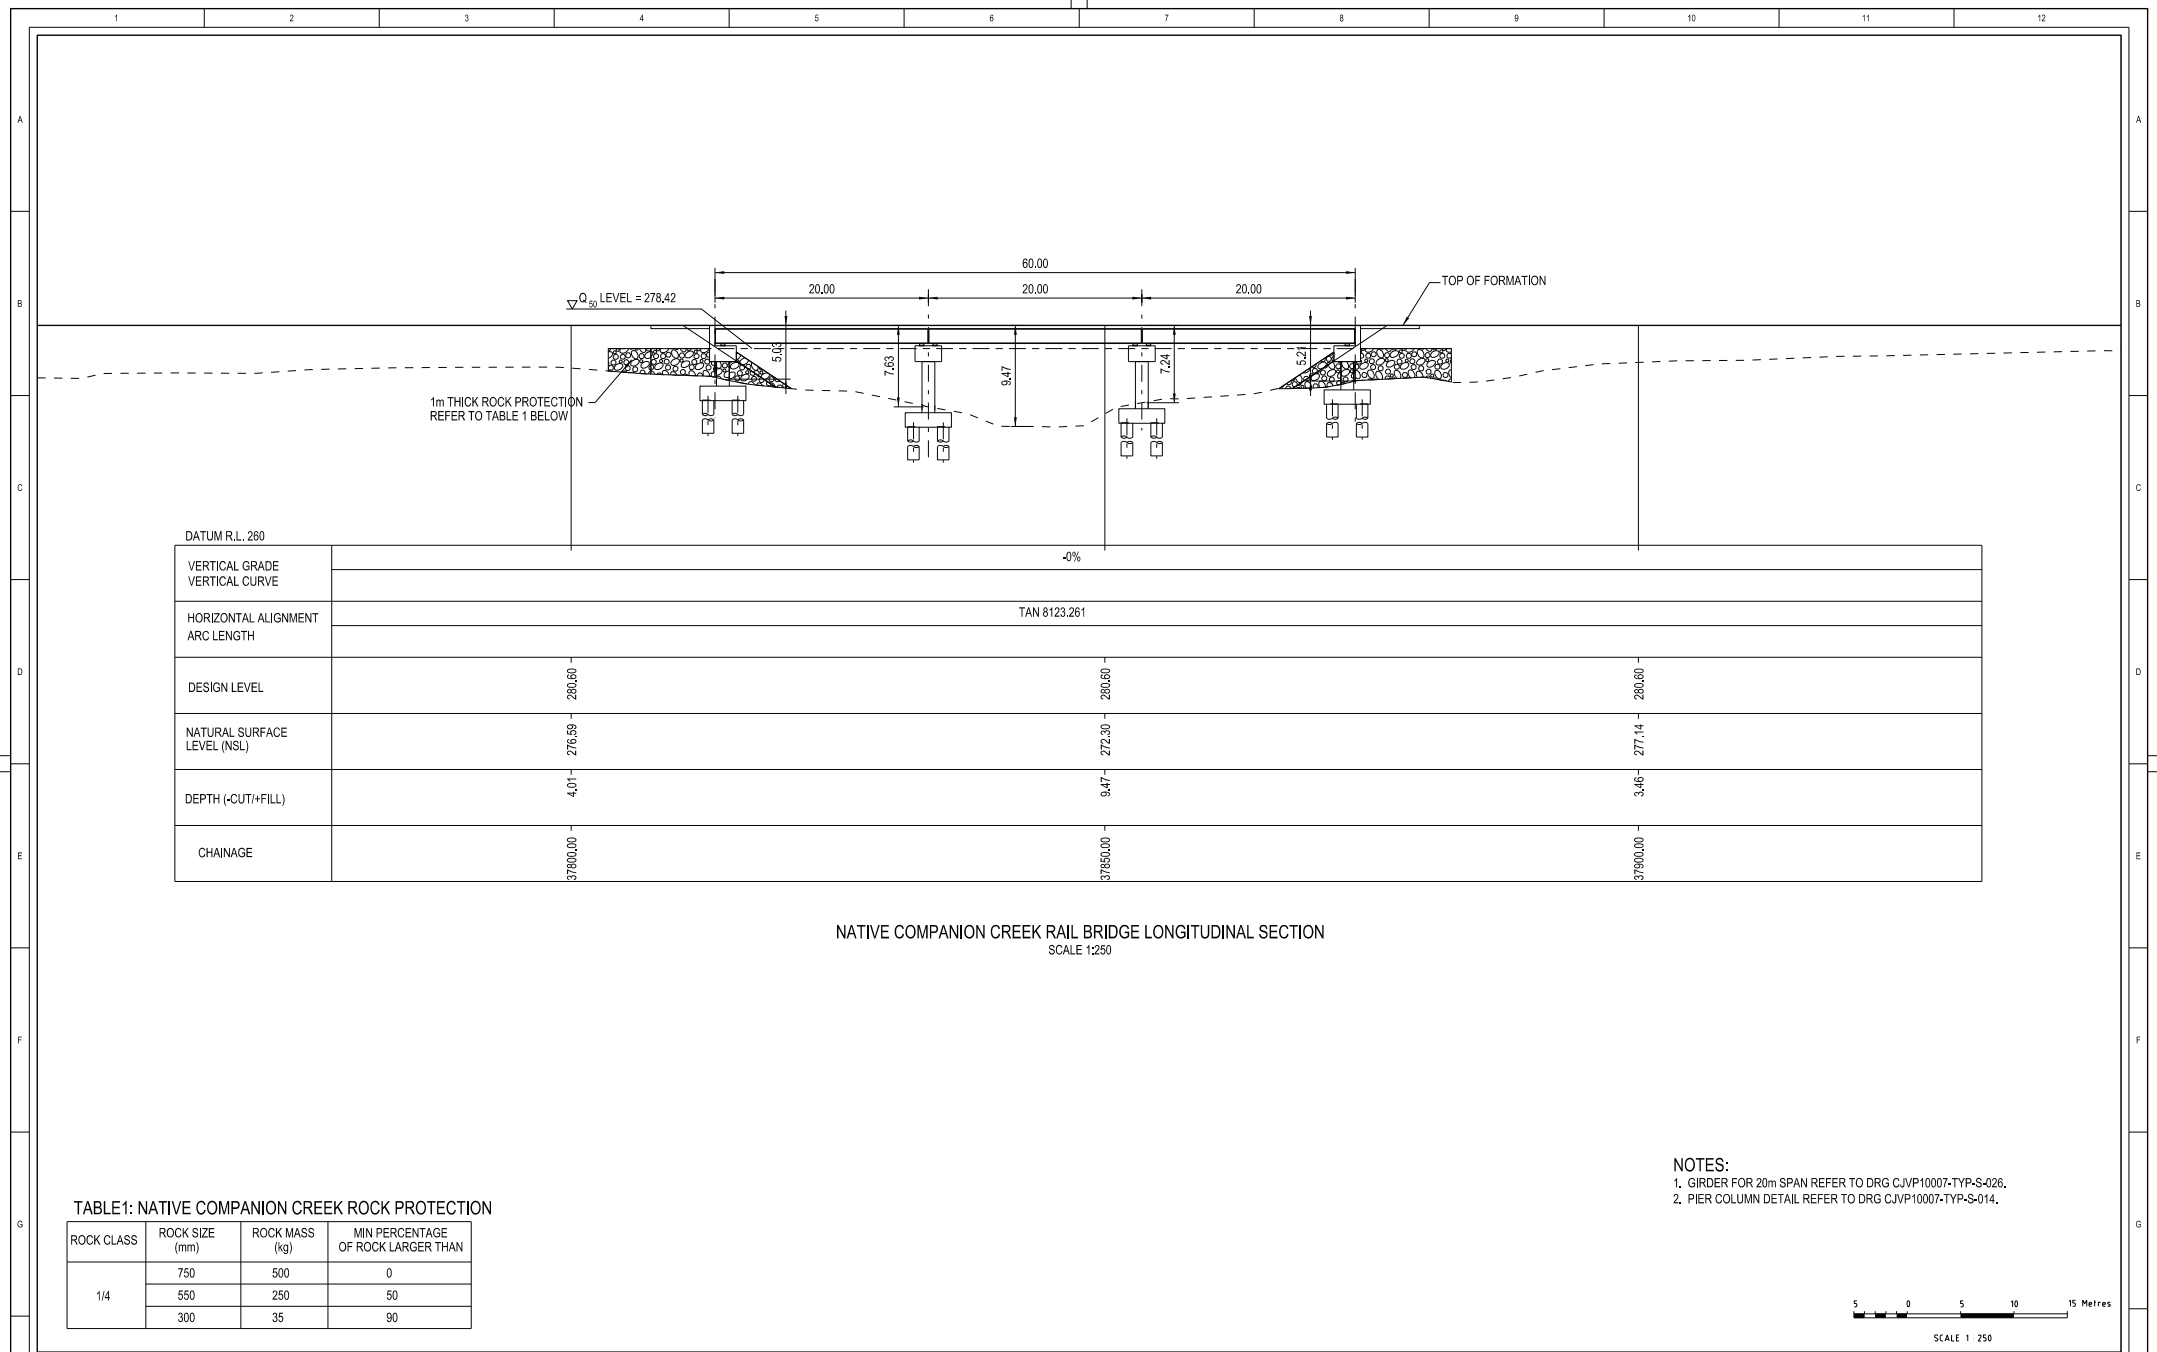 1 2 3 4 5 6 7 8 9 10 11 12
A A
B B
C C
D D
E E
F F
G G
60.00
20.00 20.00 20.00
Q50 LEVEL = 278.42
TOP OF FORMATION
5.03
7.63
9.47
7.24
5.21
1m THICK ROCK PROTECTION
REFER TO TABLE 1 BELOW
DATUM R.L. 260
VERTICAL GRADE
VERTICAL CURVE
-0%
HORIZONTAL ALIGNMENT
ARC LENGTH
TAN 8123.261
DESIGN LEVEL 280.60 280.60 280.60
NATURAL SURFACE
LEVEL (NSL)
276.59 272.30 277.14
DEPTH (-CUT/+FILL) 4.01 9.47 3.46
CHAINAGE 37800.00 37850.00 37900.00
NATIVE COMPANION CREEK RAIL BRIDGE LONGITUDINAL SECTION
SCALE 1:250
NOTES:
1. GIRDER FOR 20m SPAN REFER TO DRG CJVP10007-TYP-S-026.
2. PIER COLUMN DETAIL REFER TO DRG CJVP10007-TYP-S-014.
TABLE1: NATIVE COMPANION CREEK ROCK PROTECTION
ROCK CLASS
ROCK SIZE
(mm)
ROCK MASS
(kg)
MIN PERCENTAGE
OF ROCK LARGER THAN
1/4
750 500 0
550 250 50
300 35 90
5 0 5 10 15 Metres
SCALE 1 250